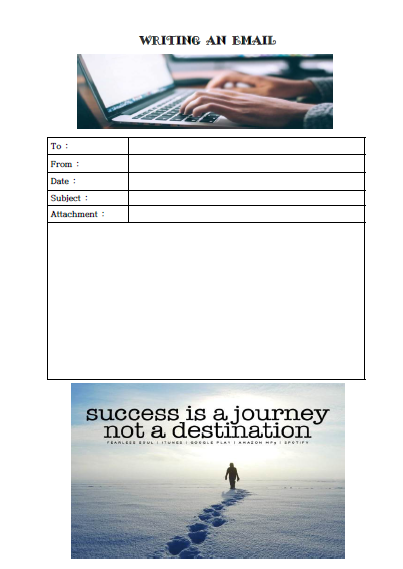 WRITING AN EMAIL
To :
From :
Date :
Subject :
Attachment :
success is a journey
not a destination
FEARLESS SOUL | ITUNES | GOOGLE PLAY | AMAZON MP3 | SPOTIFY